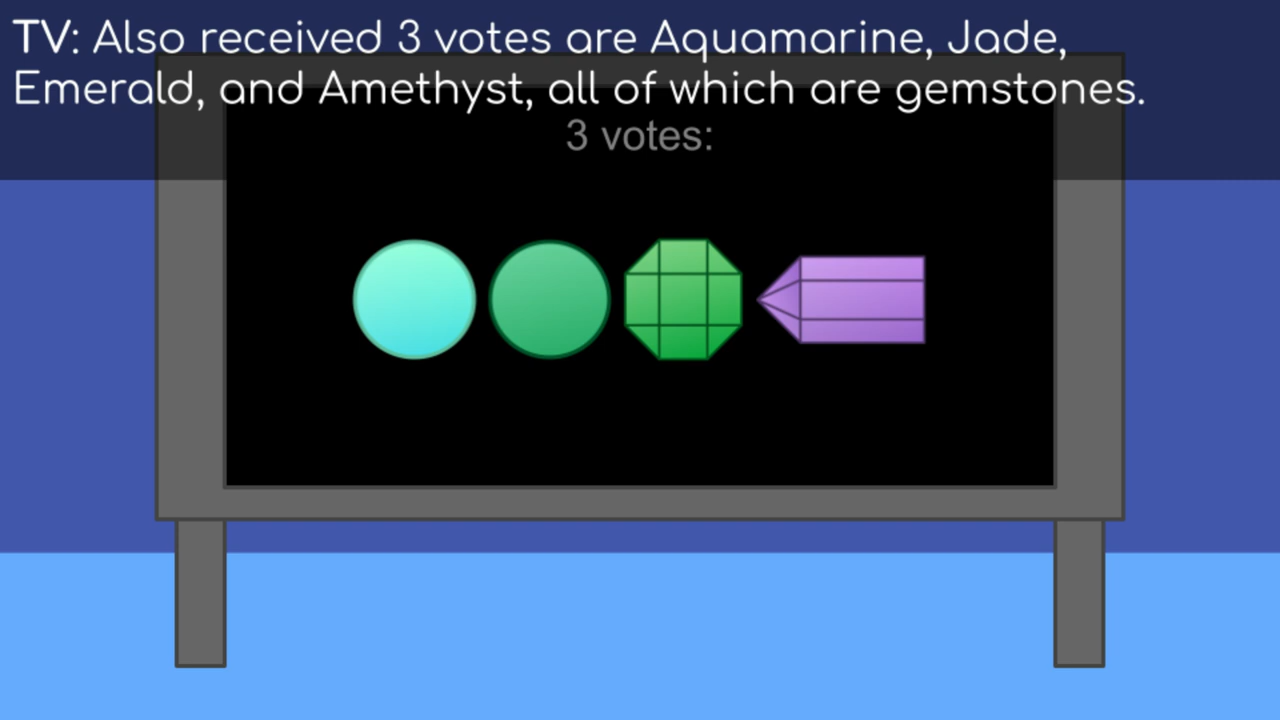 TV: Also received 3 votes are Aquamarine, Jade,
Emerald, and Amethyst, all of which are gemstones.
3 votes: